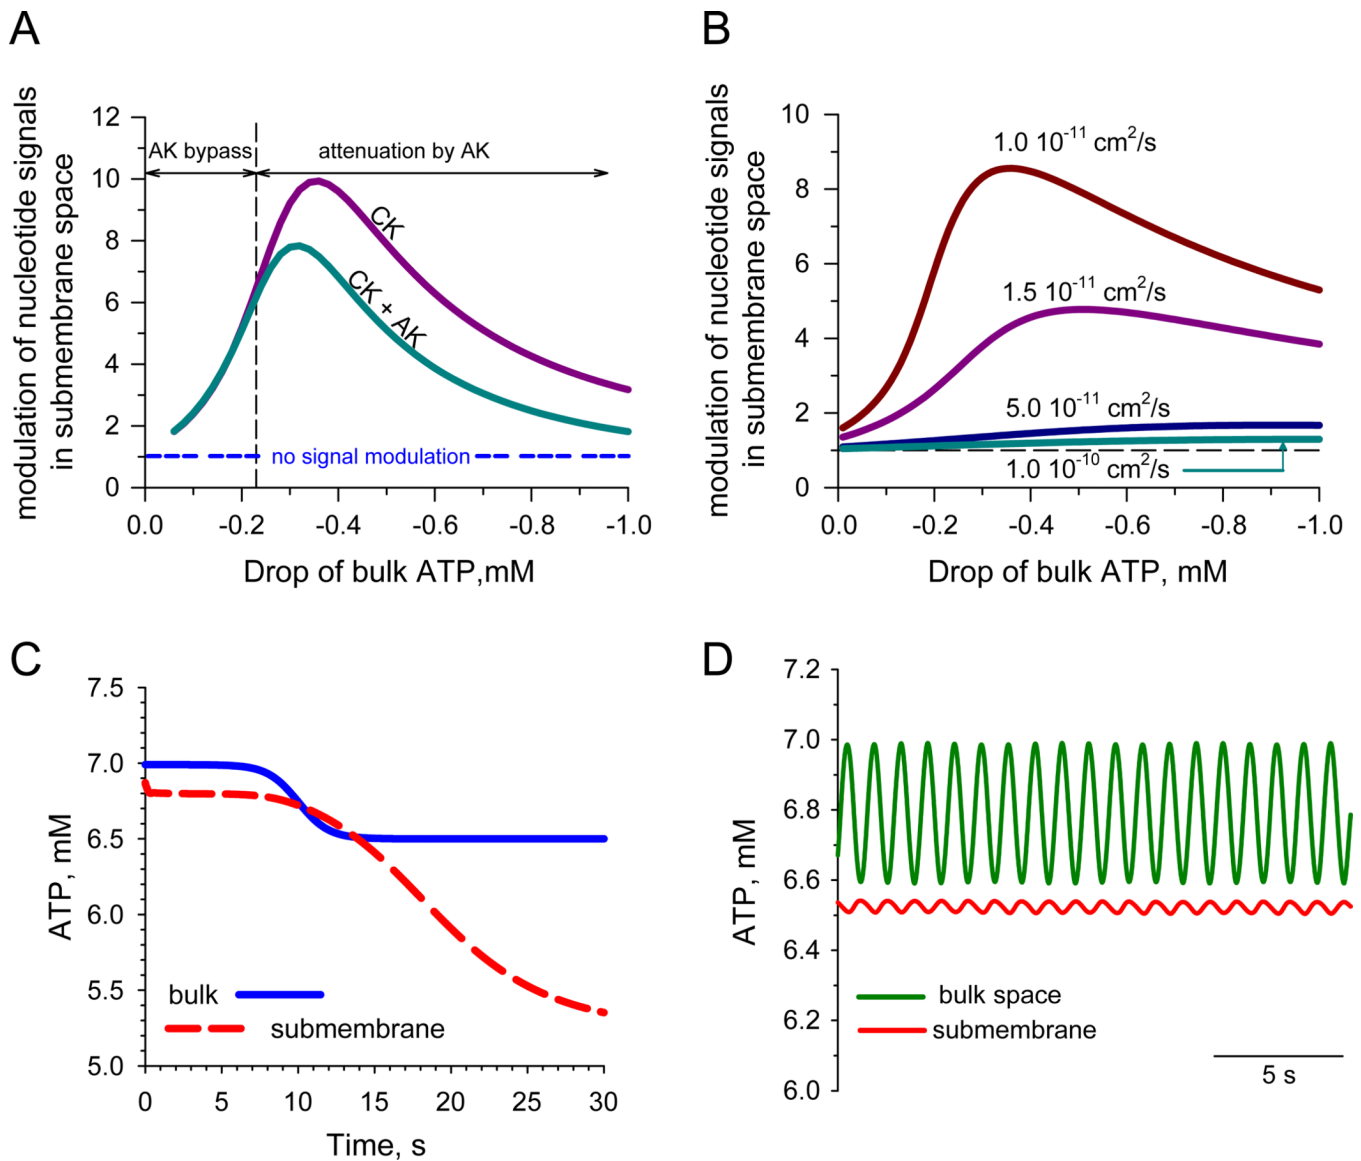 A
modulation of nucleotide signals
in submembrane space
12
10
8
6
4
2
0
AK bypass
attenuation by AK
CK
CK + AK
no signal modulation
0.0
-0.2
-0.4
-0.6
-0.8
-1.0
Drop of bulk ATP,mM
B
modulation of nucleotide signals
in submembrane space
10
8
6
4
2
0
1.0 10-11 cm2/s
1.5 10-11 cm2/s
5.0 10-11 cm2/s
1.0 10-10 cm2/s
0.0
-0.2
-0.4
-0.6
-0.8
-1.0
Drop of bulk ATP, mM
C
ATP, mM
7.5
7.0
6.5
6.0
5.5
5.0
bulk
submembrane
0
5
10
15
20
25
30
Time, s
D
ATP, mM
7.2
7.0
6.8
6.6
6.4
6.2
6.0
bulk space
submembrane
5 s